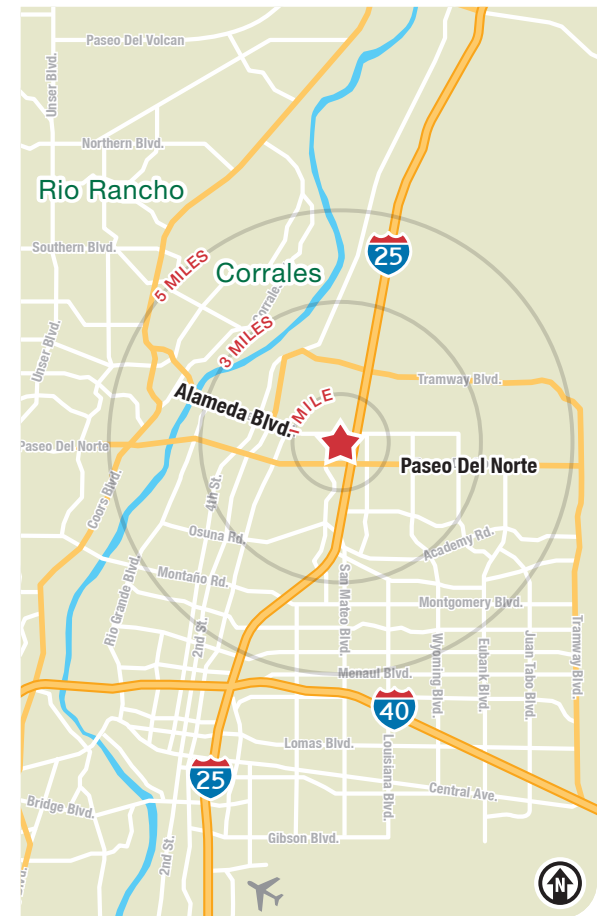 Paseo Del Volcan
Unser Blvd.
Northern Blvd.
Rio Rancho
Southern Blvd.
25
5 MILES
Corrales
Corrale.
3 MILES
Unser Blvd.
Tramway Blvd.
Alameda Blvd.
MILE
Paseo Del Norte
Paseo Del Norte
4th St.
Coors Blvd.
Osuna Rd.
Academy Rd.
Montaño Rd.
San Mateo Blvd.
Rio Grande Blvd.
Montgomery Blvd.
2nd St.
Wyoming Blvd.
Eubank Blvd.
Juan Tabo Blvd.
Tramway Blvd.
Menaul Blvd.
40
Lomas Blvd.
Louisiana Blvd.
25
Central Ave.
Bridge Blvd.
2nd St.
Gibson Blvd.
N